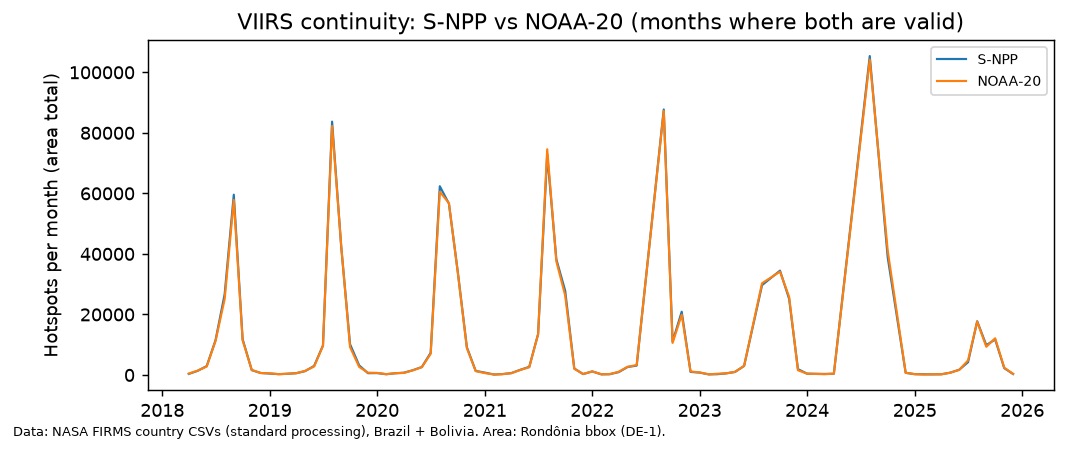 VIIRS continuity: S-NPP vs NOAA-20 (months where both are valid)
S-NPP
NOAA-20
Hotspots per month (area total)
100000
80000
60000
40000
20000
0
2018 2019 2020 2021 2022 2023 2024 2025 2026
Data: NASA FIRMS country CSVs (standard processing), Brazil + Bolivia. Area: Rondônia bbox (DE-1).